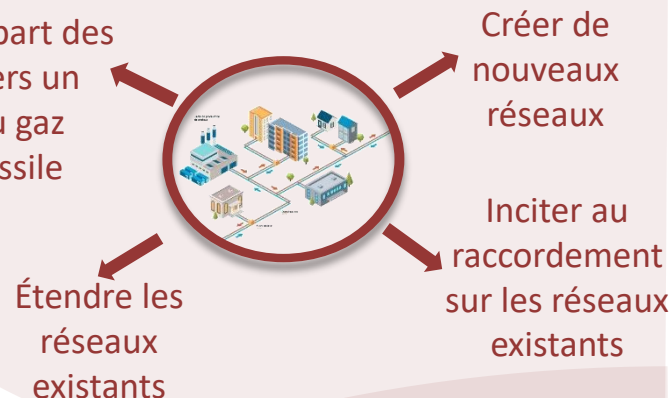 part des
ers un
gaz
ssile
Créer de
nouveaux
réseaux
Inciter au
raccordement
sur les réseaux
existants
Étendre les
réseaux
existants